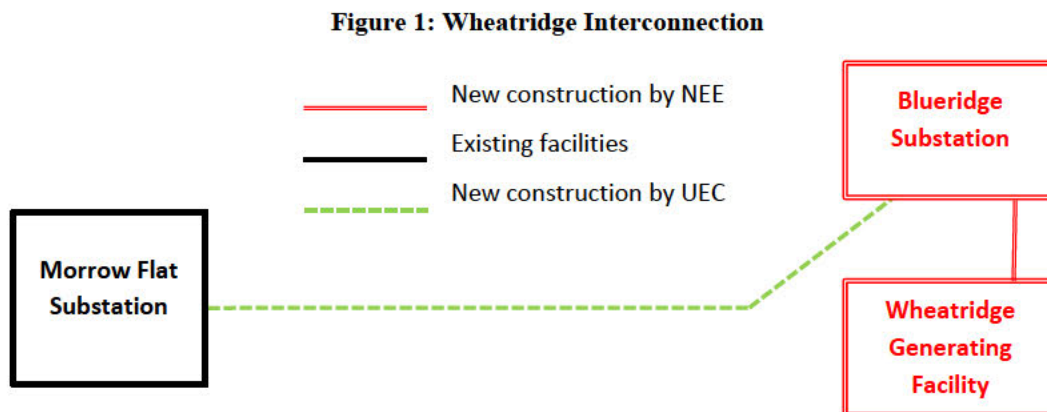 Figure 1: Wheatridge Interconnection
New construction by NEE
Existing facilities
New construction by UEC
Blueridge
Substation
Morrow Flat
Substation
Wheatridge
Generating
Facility